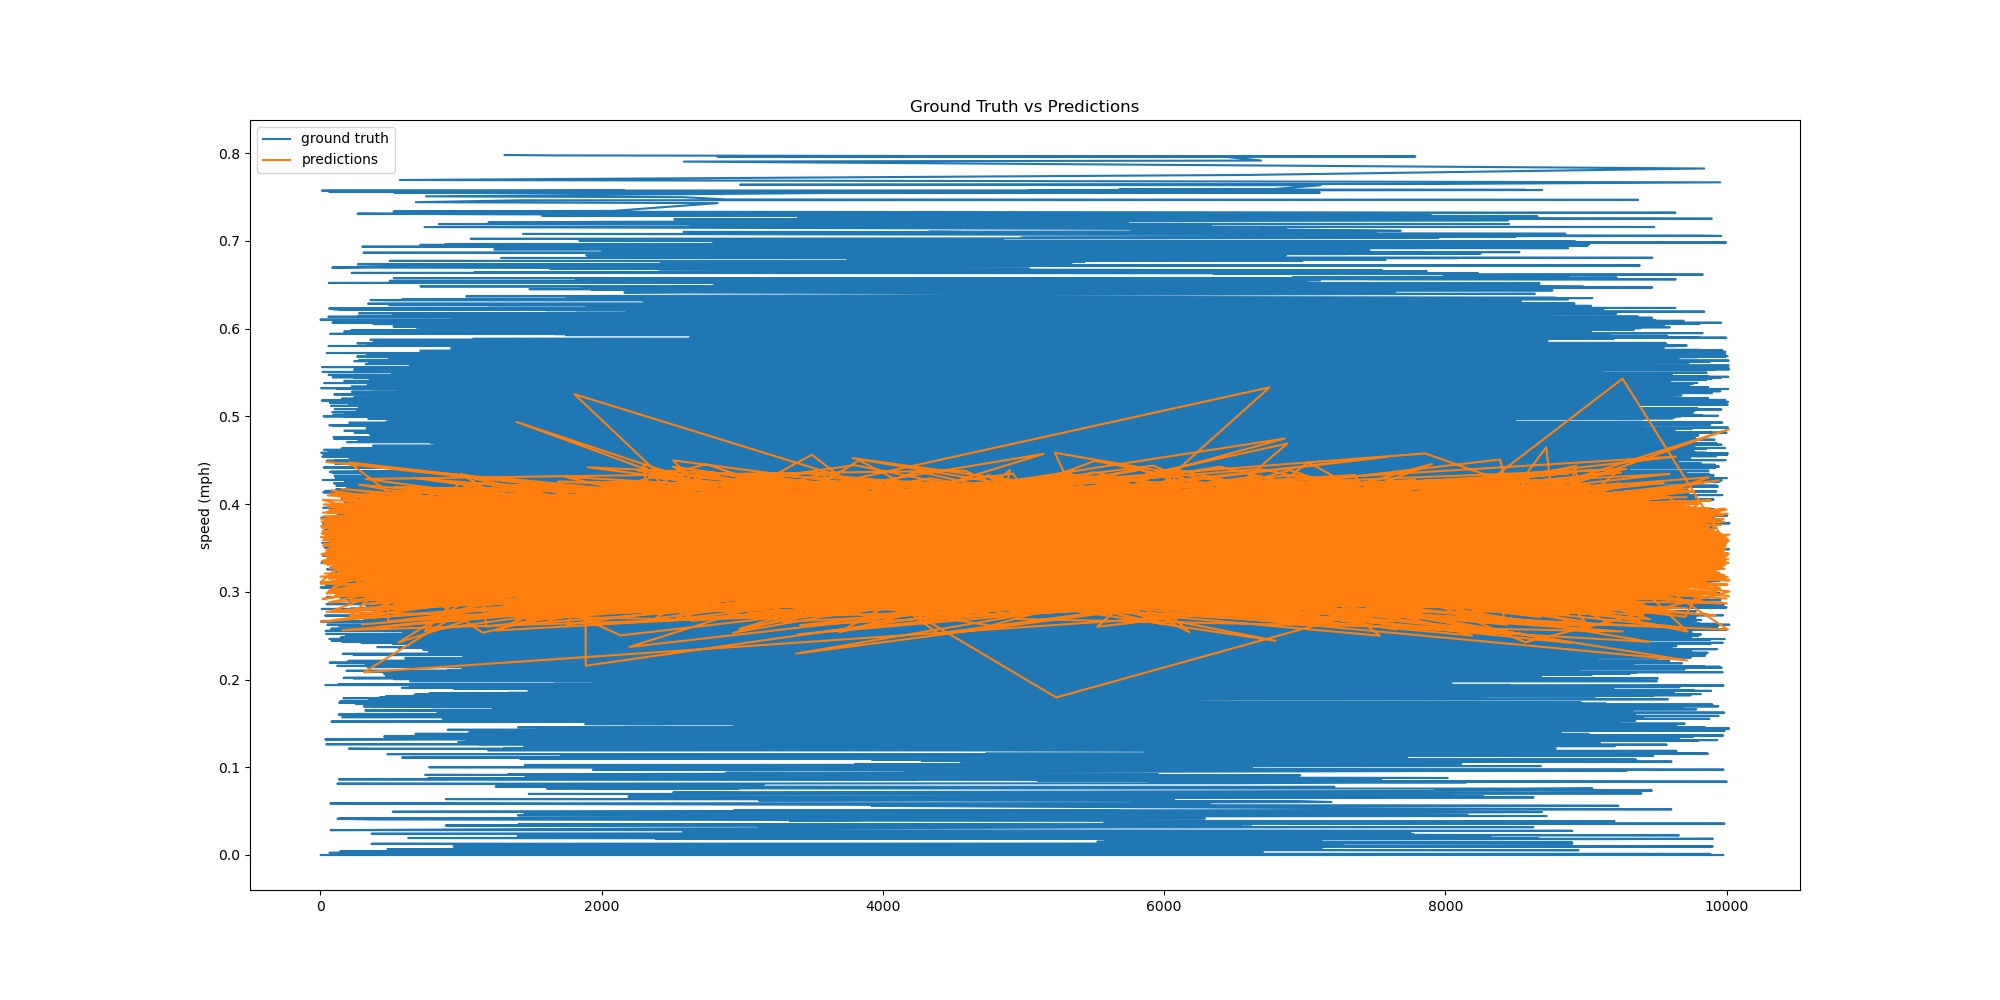 Ground Truth vs Predictions
ground truth
predictions
speed (mph)
0.8
0.7
0.6
0.5
0.4
0.3
0.2
0.1
0.0
0 2000 4000 6000 8000 10000